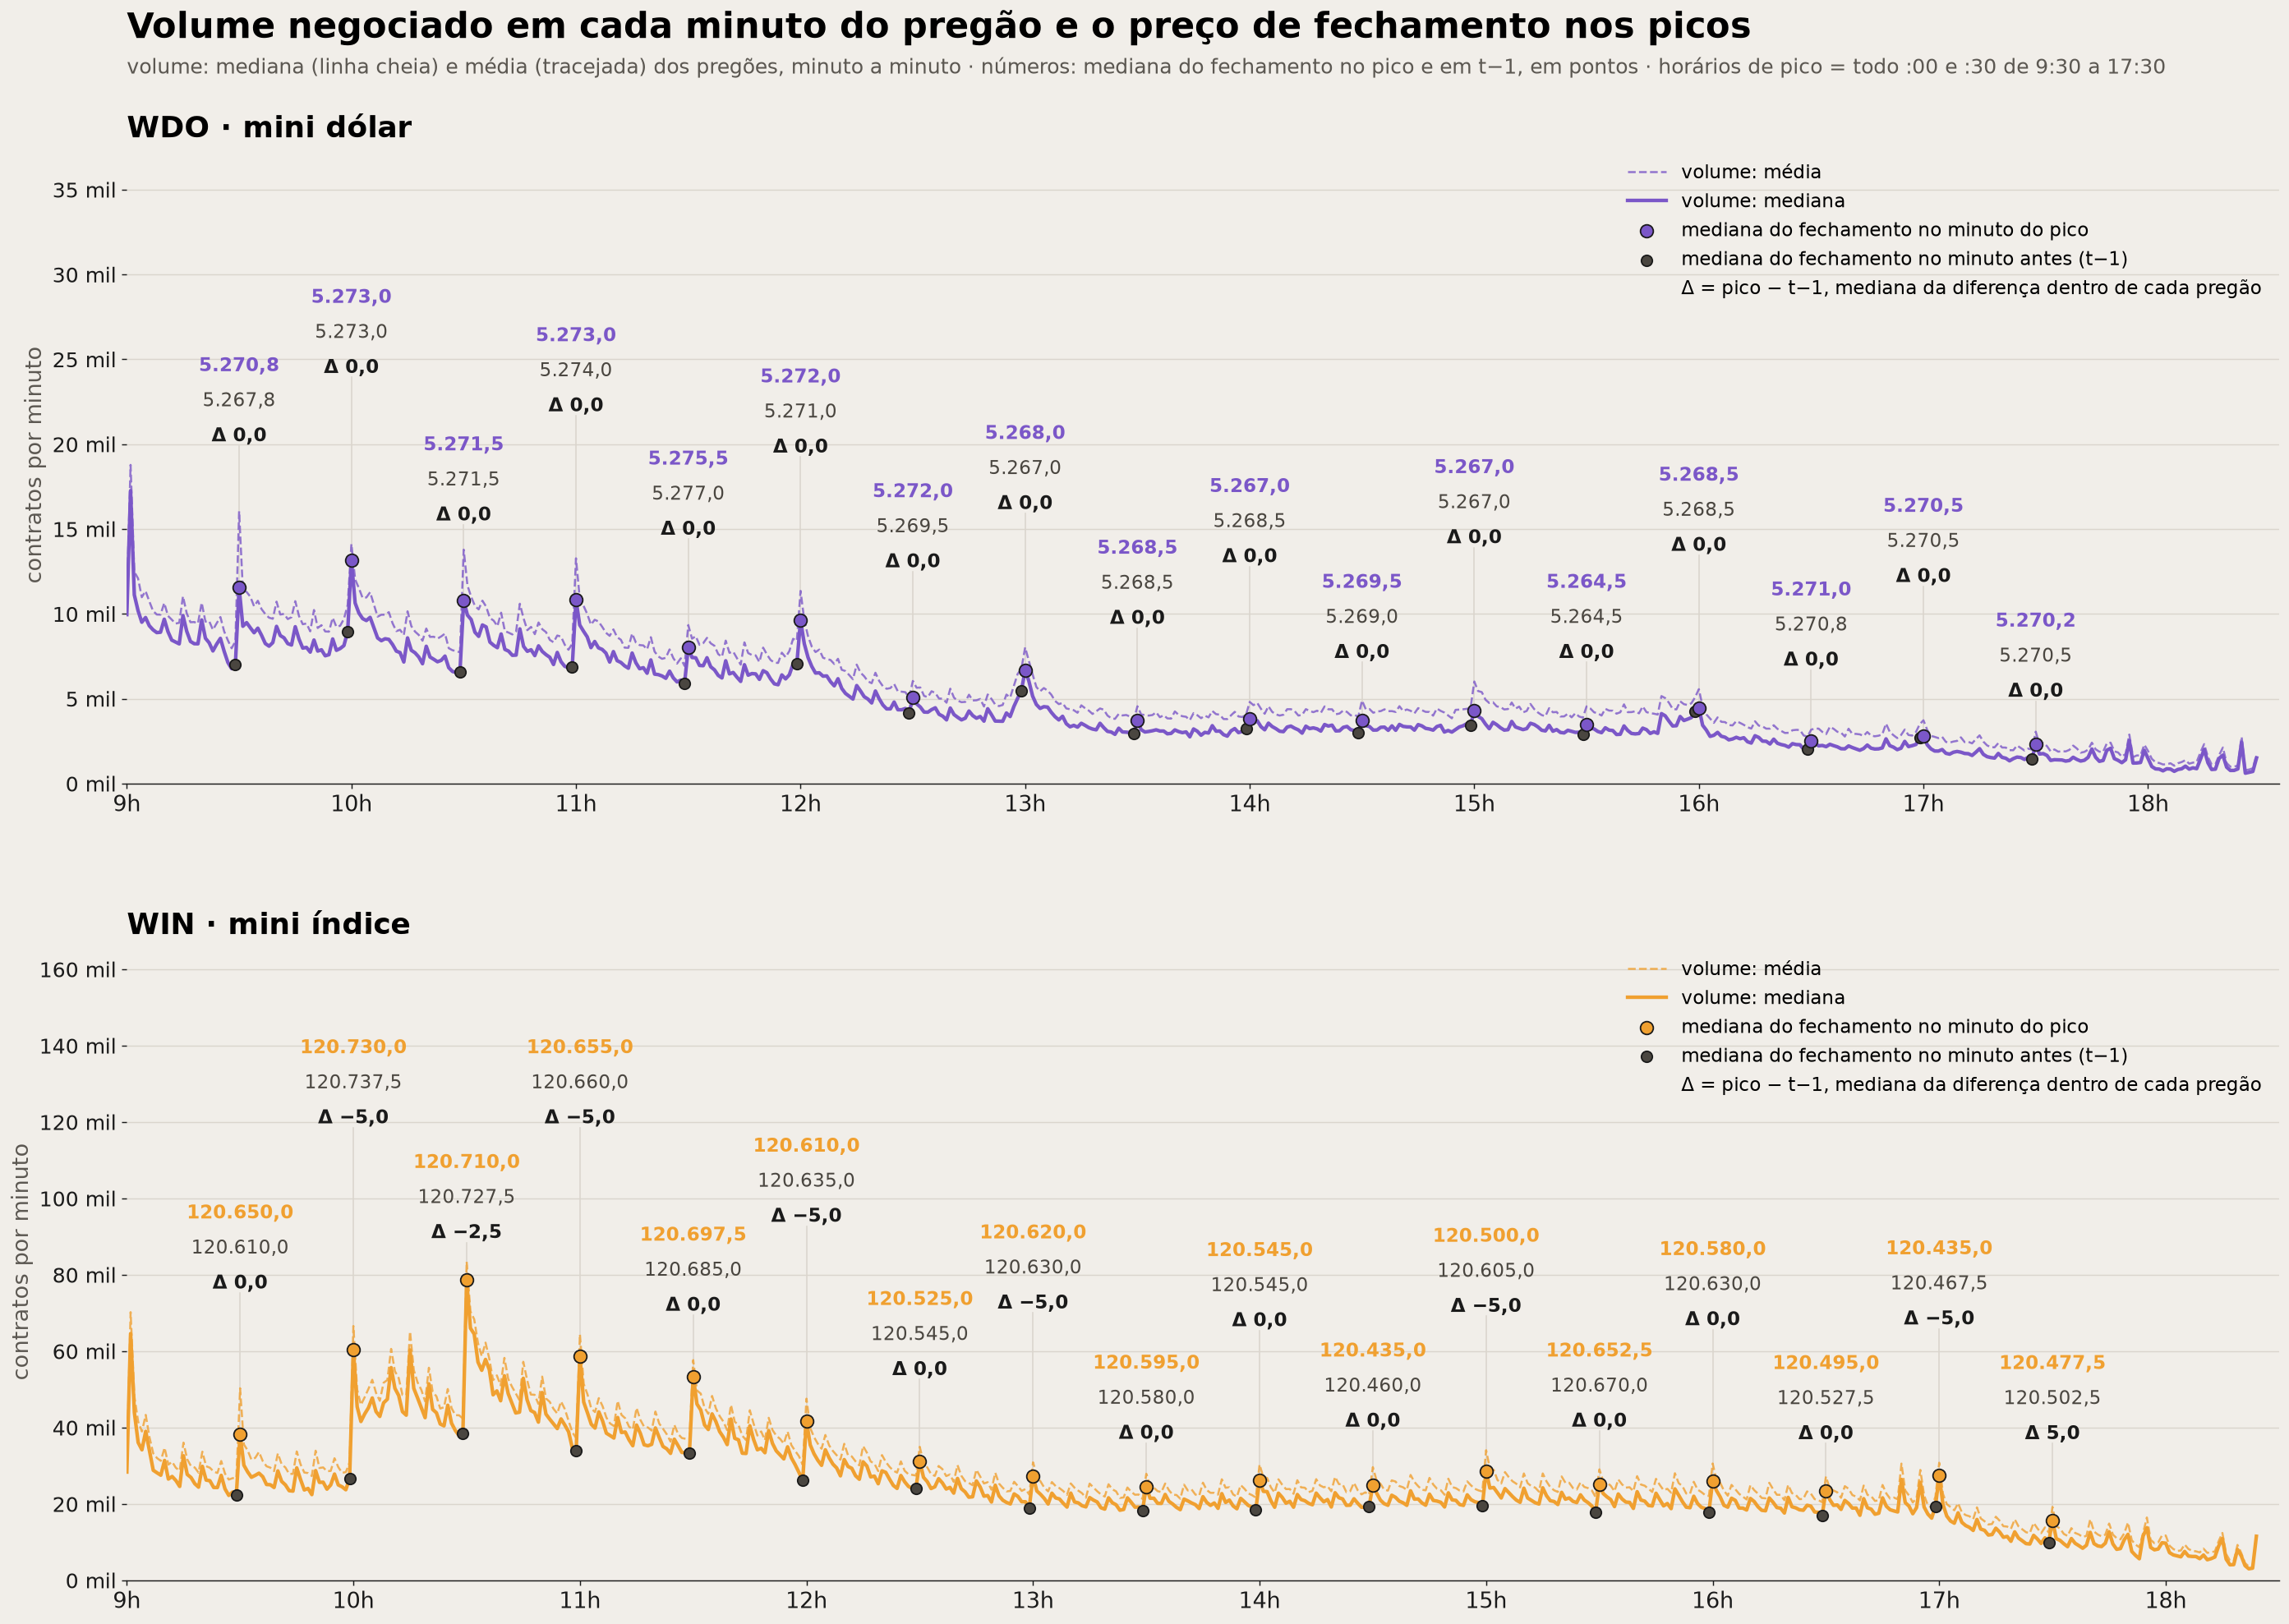 Volume negociado em cada minuto do pregão e o preço de fechamento nos picos
volume: mediana (linha cheia) e média (tracejada) dos pregões, minuto a minuto · números: mediana do fechamento no pico e em t−1, em pontos · horários de pico = todo :00 e :30 de 9:30 a 17:30
WDO · mini dólar
contratos por minuto
35 mil
30 mil
25 mil
20 mil
15 mil
10 mil
5 mil
0 mil
volume: média
volume: mediana
mediana do fechamento no minuto do pico
mediana do fechamento no minuto antes (t−1)
Δ = pico − t−1, mediana da diferença dentro de cada pregão
5.270,8
5.267,8
Δ 0,0
5.273,0
5.273,0
Δ 0,0
5.271,5
5.271,5
Δ 0,0
5.273,0
5.274,0
Δ 0,0
5.275,5
5.277,0
Δ 0,0
5.272,0
5.271,0
Δ 0,0
5.272,0
5.269,5
Δ 0,0
5.268,0
5.267,0
Δ 0,0
5.268,5
5.268,5
Δ 0,0
5.267,0
5.268,5
Δ 0,0
5.269,5
5.269,0
Δ 0,0
5.267,0
5.267,0
Δ 0,0
5.264,5
5.264,5
Δ 0,0
5.268,5
5.268,5
Δ 0,0
5.271,0
5.270,8
Δ 0,0
5.270,5
5.270,5
Δ 0,0
5.270,2
5.270,5
Δ 0,0
9h 10h 11h 12h 13h 14h 15h 16h 17h 18h
WIN · mini índice
contratos por minuto
160 mil
140 mil
120 mil
100 mil
80 mil
60 mil
40 mil
20 mil
0 mil
volume: média
volume: mediana
mediana do fechamento no minuto do pico
mediana do fechamento no minuto antes (t−1)
Δ = pico − t−1, mediana da diferença dentro de cada pregão
120.650,0
120.610,0
Δ 0,0
120.730,0
120.737,5
Δ −5,0
120.710,0
120.727,5
Δ −2,5
120.655,0
120.660,0
Δ −5,0
120.697,5
120.685,0
Δ 0,0
120.610,0
120.635,0
Δ −5,0
120.525,0
120.545,0
Δ 0,0
120.620,0
120.630,0
Δ −5,0
120.595,0
120.580,0
Δ 0,0
120.545,0
120.545,0
Δ 0,0
120.435,0
120.460,0
Δ 0,0
120.500,0
120.605,0
Δ −5,0
120.652,5
120.670,0
Δ 0,0
120.580,0
120.630,0
Δ 0,0
120.495,0
120.527,5
Δ 0,0
120.435,0
120.467,5
Δ −5,0
120.477,5
120.502,5
Δ 5,0
9h 10h 11h 12h 13h 14h 15h 16h 17h 18h